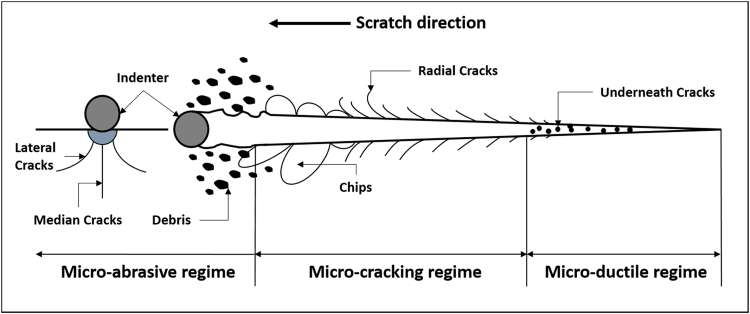 Scratch direction
Indenter
Radial Cracks
Underneath Cracks
Lateral
Cracks
Median Cracks
Debris
Chips
Micro-abrasive regime
Micro-cracking regime
Micro-ductile regime